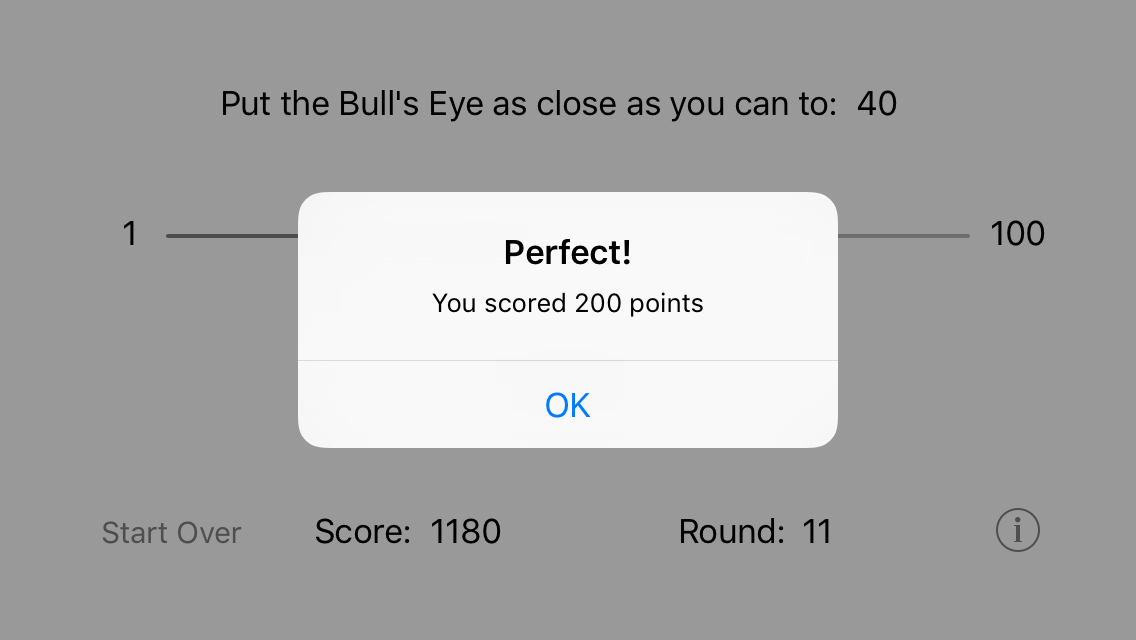 Put the Bull's Eye as close as you can to: 40
1 100
Perfect!
You scored 200 points
OK
Start Over Score: 1180 Round: 11 i